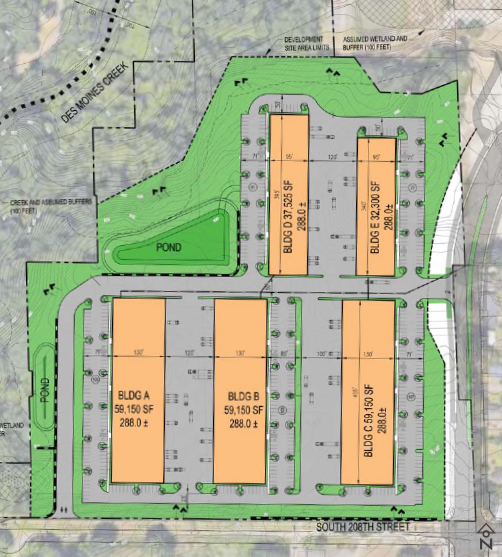 DEVELOPMENT
SITE AREA LIMITS
ASSUMED WETLAND AND
BUFFER (100 FEET)
DES MOINES CREEK
CREEK AND ASSUMED BUFFERS
(100 FEET)
POND
BLDG D 37,525 SF
288.0 ±
BLDG E 32,300 SF
288.0 ±
POND
WETLAND
BLDG A
59,150 SF
288.0 ±
BLDG B
59,150 SF
288.0 ±
BLDG C 59,150 SF
288.0 ±
130'
130'
SOUTH 208TH STREET
N